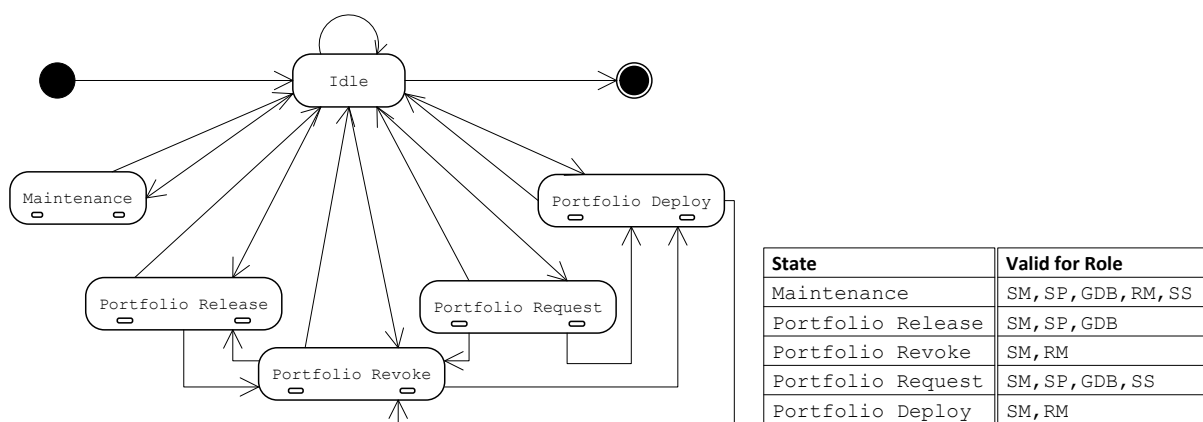 Idle
Maintenance
Portfolio Deploy
Portfolio Release
Portfolio Request
Portfolio Revoke
State Valid for Role
Maintenance SM,SP,GDB,RM,SS
Portfolio Release SM,SP,GDB
Portfolio Revoke SM,RM
Portfolio Request SM,SP,GDB,SS
Portfolio Deploy SM,RM